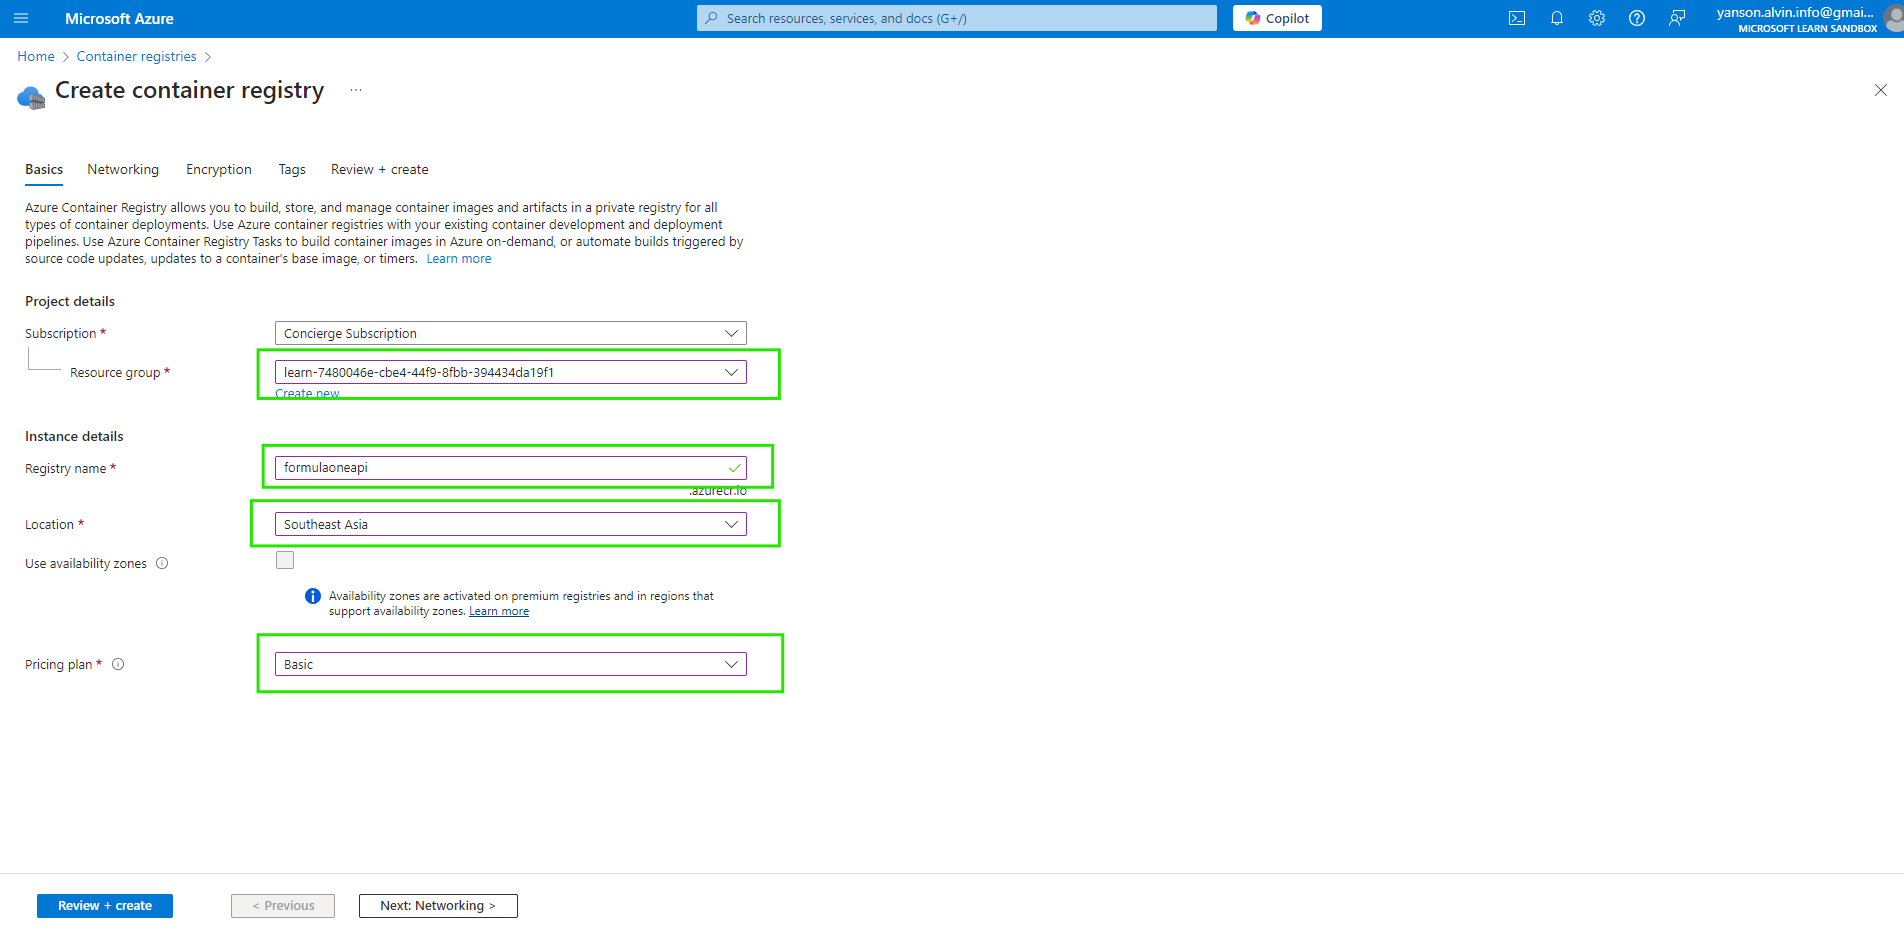 Microsoft Azure
Search resources, services, and docs (G+/)
Copilot
yanson.alvin.info@gmai...
MICROSOFT LEARN SANDBOX
Home > Container registries >
Create container registry ...
Basics Networking Encryption Tags Review + create
Azure Container Registry allows you to build, store, and manage container images and artifacts in a private registry for all
types of container deployments. Use Azure container registries with your existing container development and deployment
pipelines. Use Azure Container Registry Tasks to build container images in Azure on-demand, or automate builds triggered by
source code updates, updates to a container's base image, or timers. Learn more
Project details
Subscription *
Concierge Subscription
Resource group *
learn-7480046e-cbe4-44f9-8fbb-394434da19f1
Create new
Instance details
Registry name *
formulaoneapi
.azurecr.io
Location *
Southeast Asia
Use availability zones
Availability zones are activated on premium registries and in regions that
support availability zones. Learn more
Pricing plan *
Basic
Review + create
< Previous
Next: Networking >